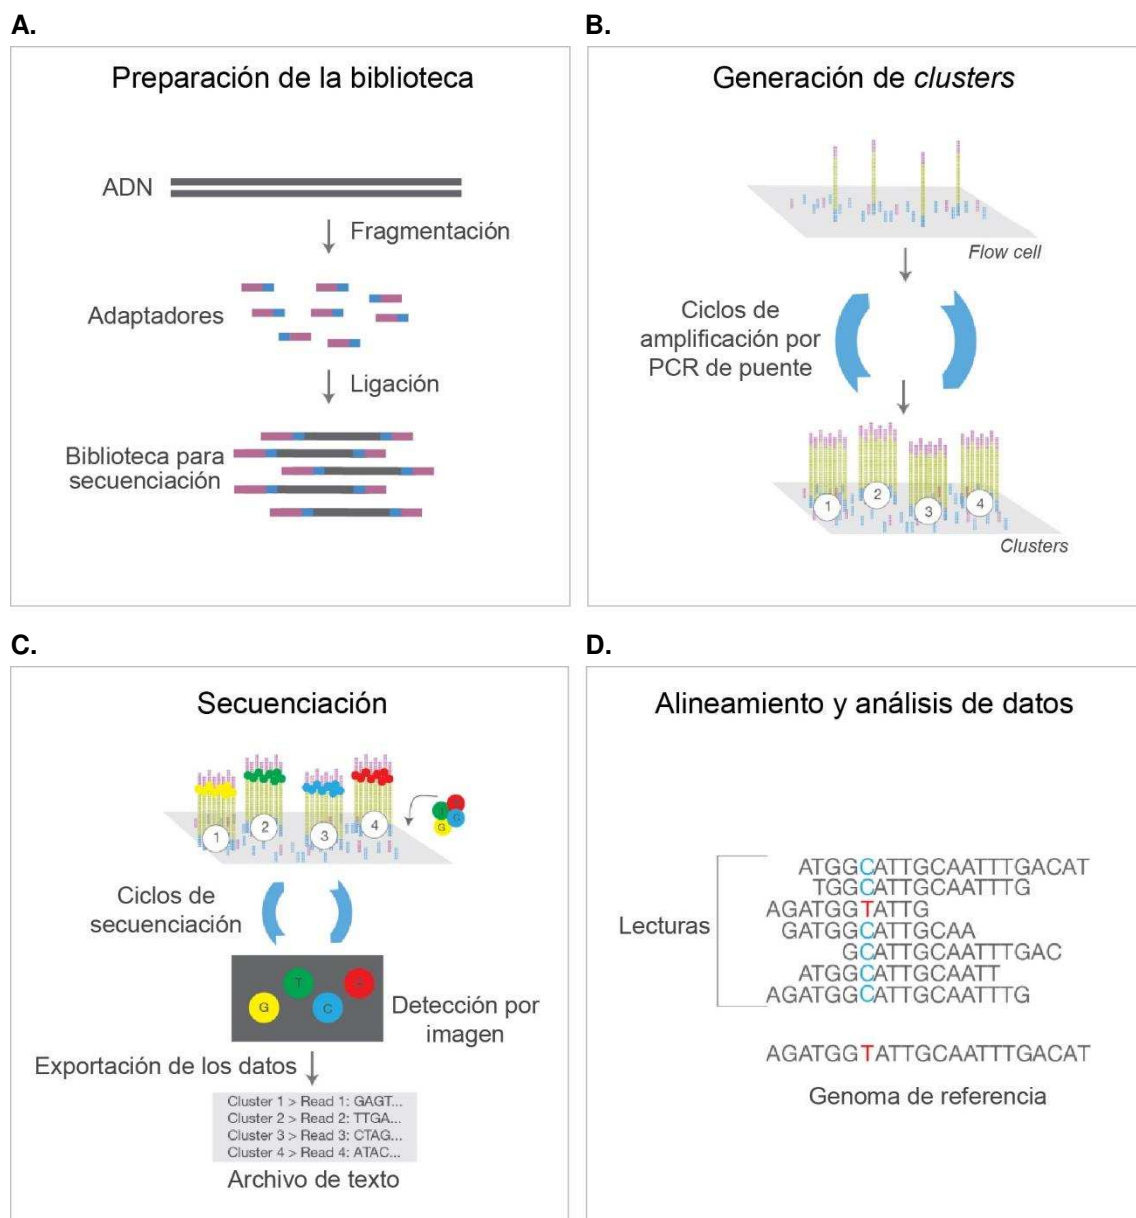 A.
Preparación de la biblioteca
ADN
Fragmentación
Adaptadores
Ligación
Biblioteca para
secuenciación
B.
Generación de clusters
Flow cell
Ciclos de
amplificación por
PCR de puente
1
2
3
4
Clusters
C.
Secuenciación
1
2
3
4
G
Ciclos de
secuenciación
G
T
C
Detección por
imagen
Exportación de los datos
Cluster 1 > Read 1: GAGT...
Cluster 2 > Read 2: TTGA...
Cluster 3 > Read 3: CTAG...
Cluster 4 > Read 4: ATAC...
Archivo de texto
D.
Alineamiento y análisis de datos
Lecturas
ATGGCATTGCAATTTGACAT
TGGCATTGCAATTTG
AGATGGTATTG
GATGGCATTGCAA
GCATTGCAATTTGAC
ATGGCATTGCAATT
AGATGGCATTGCAATTTG
AGATGGTATTGCAATTTGACAT
Genoma de referencia